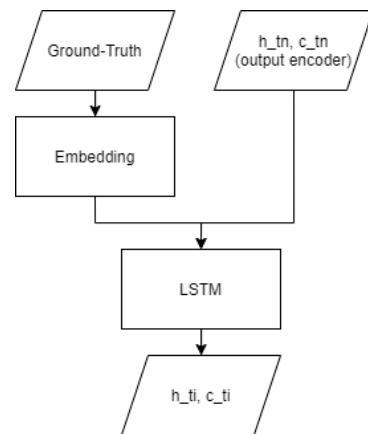 Ground-Truth
h_tn, c_tn
(output encoder)
Embedding
LSTM
h_ti, c_ti